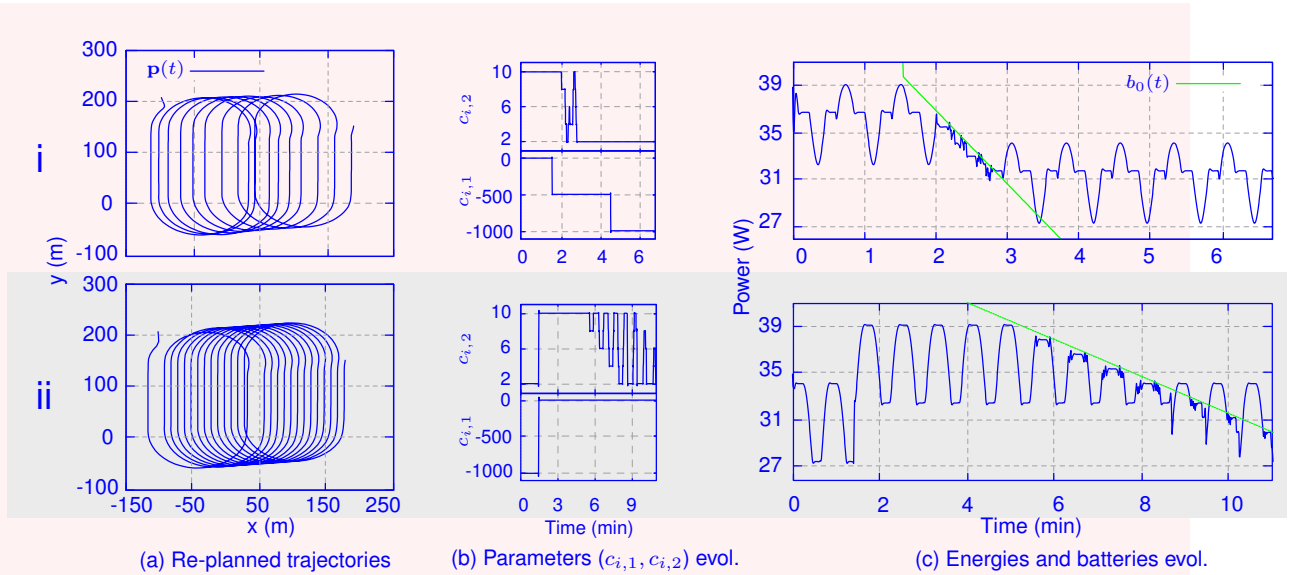 i
300
200
100
0
-100
y (m)
p(t)
10
6
2
c_{i,2}
0
-500
-1000
c_{i,1}
0 2 4 6
39
35
31
27
Power (W)
b_0(t)
0 1 2 3 4 5 6
ii
300
200
100
0
-100
-150 -50 50 150 250
x (m)
10
6
2
c_{i,2}
0
-500
-1000
c_{i,1}
0 3 6 9
Time (min)
39
35
31
27
0 2 4 6 8 10
Time (min)
(a) Re-planned trajectories
(b) Parameters (c_{i,1}, c_{i,2}) evol.
(c) Energies and batteries evol.